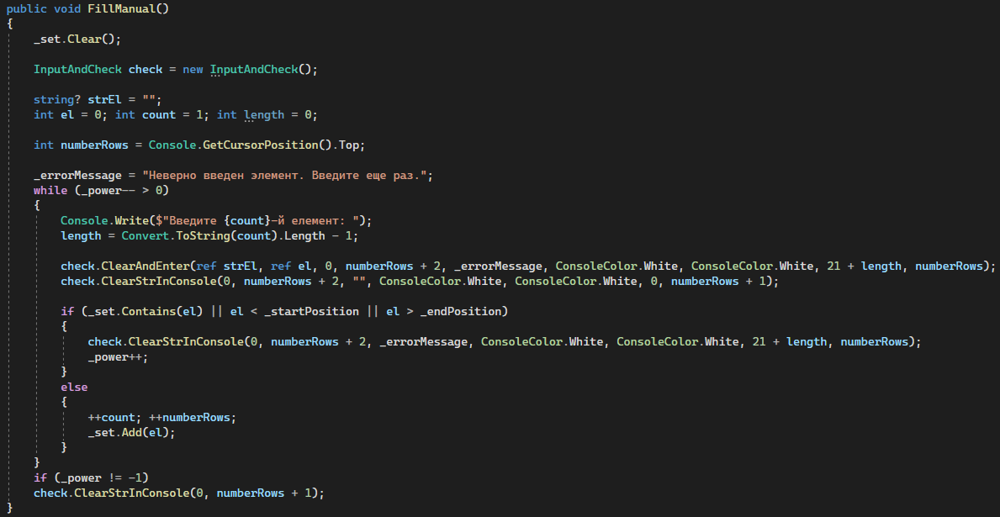 public void FillManual()
{
_set.Clear();
InputAndCheck check = new InputAndCheck();
string? strEl = "";
int el = 0; int count = 1; int length = 0;
int numberRows = Console.GetCursorPosition().Top;
_errorMessage = "Неверно введен элемент. Введите еще раз.";
while (_power-- > 0)
{
Console.Write($"Введите {count}-й елемент: ");
length = Convert.ToString(count).Length - 1;
check.ClearAndEnter(ref strEl, ref el, 0, numberRows + 2, _errorMessage, ConsoleColor.White, ConsoleColor.White, 21 + length, numberRows);
check.ClearStrInConsole(0, numberRows + 2, "", ConsoleColor.White, ConsoleColor.White, 0, numberRows + 1);
if (_set.Contains(el) || el < _startPosition || el > _endPosition)
{
check.ClearStrInConsole(0, numberRows + 2, _errorMessage, ConsoleColor.White, ConsoleColor.White, 21 + length, numberRows);
_power++;
}
else
{
++count; ++numberRows;
_set.Add(el);
}
}
if (_power != -1)
check.ClearStrInConsole(0, numberRows + 1);
}